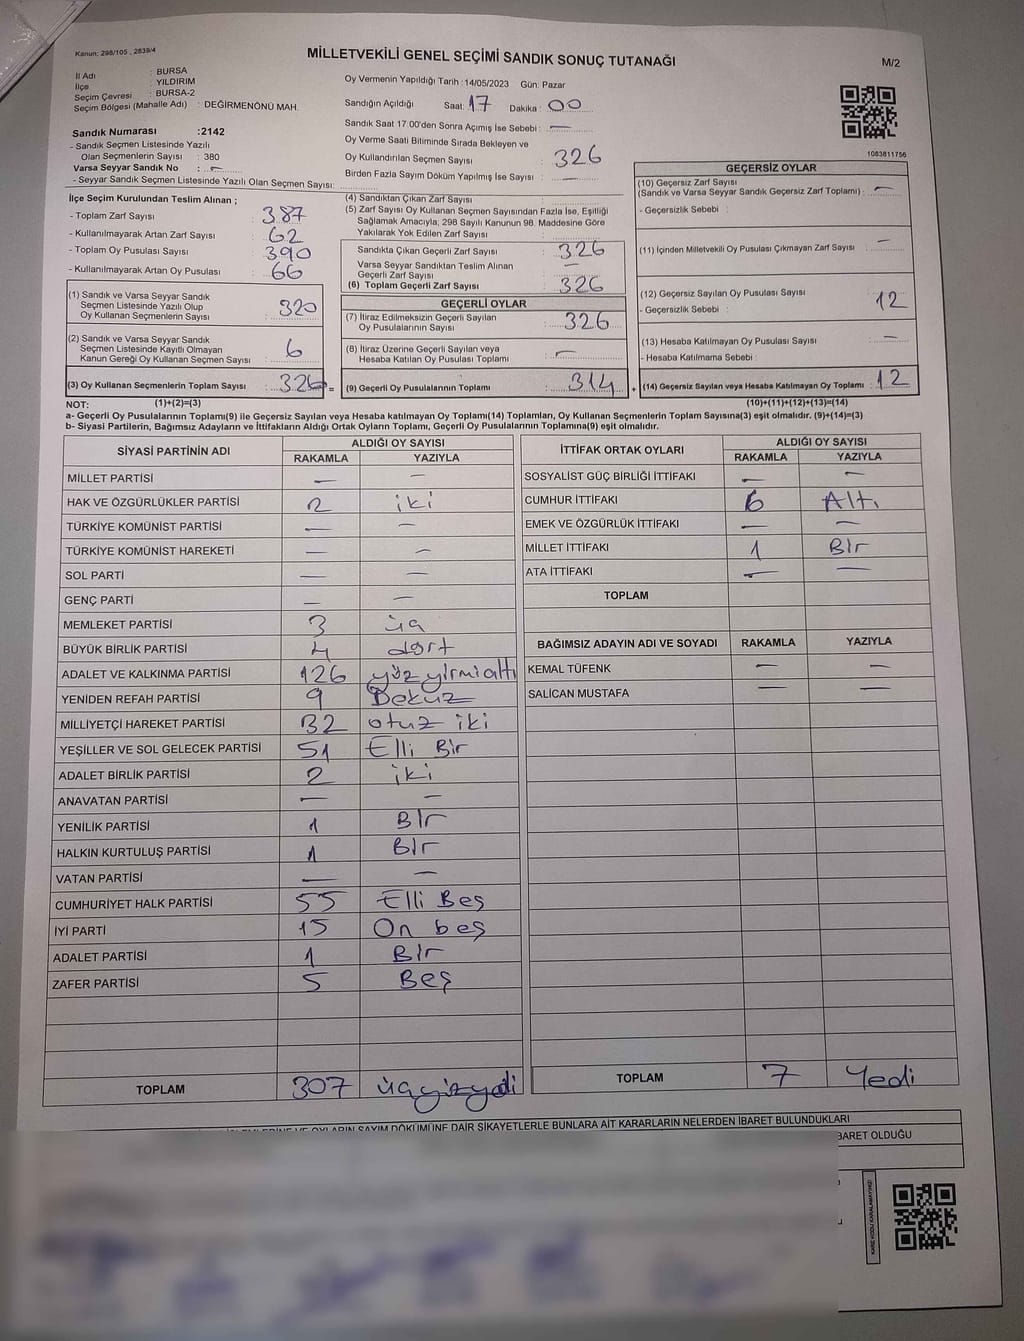 Kanun: 298/105 , 2839/4
MİLLETVEKİLİ GENEL SEÇİMİ SANDIK SONUÇ TUTANAĞI
M/2
İl Adı : BURSA
İlçe : YILDIRIM
Seçim Çevresi : BURSA-2
Seçim Bölgesi (Mahalle Adı) : DEĞİRMENÖNÜ MAH.
Oy Vermenin Yapıldığı Tarih :14/05/2023 Gün: Pazar
Sandığın Açıldığı Saat: 17 Dakika : 00
Sandık Saat 17:00'den Sonra Açımış İse Sebebi : —
Oy Verme Saati Bitiminde Sırada Bekleyen ve
Oy Kullandırılan Seçmen Sayısı : 326
Birden Fazla Sayım Döküm Yapılmış İse Sayısı : —
Sandık Numarası :2142
- Sandık Seçmen Listesinde Yazılı
Olan Seçmenlerin Sayısı : 380
Varsa Seyyar Sandık No : —
- Seyyar Sandık Seçmen Listesinde Yazılı Olan Seçmen Sayısı:
1083811756
İlçe Seçim Kurulundan Teslim Alınan ;
- Toplam Zarf Sayısı : 387
- Kullanılmayarak Artan Zarf Sayısı : 62
- Toplam Oy Pusulası Sayısı : 390
- Kullanılmayarak Artan Oy Pusulası : 66
(1) Sandık ve Varsa Seyyar Sandık
Seçmen Listesinde Yazılı Olup
Oy Kullanan Seçmenlerin Sayısı : 320
(2) Sandık ve Varsa Seyyar Sandık
Seçmen Listesinde Kayıtlı Olmayan
Kanun Gereği Oy Kullanan Seçmen Sayısı : 6
(3) Oy Kullanan Seçmenlerin Toplam Sayısı : 326 =
(1)+(2)=(3)
(4) Sandıktan Çıkan Zarf Sayısı :
(5) Zarf Sayısı Oy Kullanan Seçmen Sayısından Fazla İse, Eşitliği
Sağlamak Amacıyla; 298 Sayılı Kanunun 98. Maddesine Göre
Yakılarak Yok Edilen Zarf Sayısı :
Sandıkta Çıkan Geçerli Zarf Sayısı : 326
Varsa Seyyar Sandıktan Teslim Alınan
Geçerli Zarf Sayısı : —
(6) Toplam Geçerli Zarf Sayısı : 326
GEÇERLİ OYLAR
(7) İtiraz Edilmeksizin Geçerli Sayılan
Oy Pusulalarının Sayısı : 326
(8) İtiraz Üzerine Geçerli Sayılan veya
Hesaba Katılan Oy Pusulası Toplamı : —
(9) Geçerli Oy Pusulalarının Toplamı : 314 +
GEÇERSİZ OYLAR
(10) Geçersiz Zarf Sayısı
(Sandık ve Varsa Seyyar Sandık Geçersiz Zarf Toplamı) : —
- Geçersizlik Sebebi :
(11) İçinden Milletvekili Oy Pusulası Çıkmayan Zarf Sayısı : —
(12) Geçersiz Sayılan Oy Pusulası Sayısı : 12
- Geçersizlik Sebebi :
(13) Hesaba Katılmayan Oy Pusulası Sayısı : —
- Hesaba Katılmama Sebebi :
(14) Geçersiz Sayılan veya Hesaba Katılmayan Oy Toplamı : 12
(10)+(11)+(12)+(13)=(14)
NOT:
a- Geçerli Oy Pusulalarının Toplamı(9) ile Geçersiz Sayılan veya Hesaba katılmayan Oy Toplamı(14) Toplamları, Oy Kullanan Seçmenlerin Toplam Sayısına(3) eşit olmalıdır. (9)+(14)=(3)
b- Siyasi Partilerin, Bağımsız Adayların ve İttifakların Aldığı Ortak Oyların Toplamı, Geçerli Oy Pusulalarının Toplamına(9) eşit olmalıdır.
SİYASİ PARTİNİN ADI ALDIĞI OY SAYISI
RAKAMLA YAZIYLA
MİLLET PARTİSİ — —
HAK VE ÖZGÜRLÜKLER PARTİSİ 2 iki
TÜRKİYE KOMÜNİST PARTİSİ — —
TÜRKİYE KOMÜNİST HAREKETİ — —
SOL PARTİ — —
GENÇ PARTİ — —
MEMLEKET PARTİSİ 3 üç
BÜYÜK BİRLİK PARTİSİ 4 dört
ADALET VE KALKINMA PARTİSİ 126 yüz yirmi altı
YENİDEN REFAH PARTİSİ 9 Dokuz
MİLLİYETÇİ HAREKET PARTİSİ 32 otuz iki
YEŞİLLER VE SOL GELECEK PARTİSİ 51 Elli Bir
ADALET BİRLİK PARTİSİ 2 iki
ANAVATAN PARTİSİ — —
YENİLİK PARTİSİ 1 Bir
HALKIN KURTULUŞ PARTİSİ 1 Bir
VATAN PARTİSİ — —
CUMHURİYET HALK PARTİSİ 55 Elli Beş
İYİ PARTİ 15 On beş
ADALET PARTİSİ 1 Bir
ZAFER PARTİSİ 5 Beş
TOPLAM 307 üçyüzyedi
İTTİFAK ORTAK OYLARI ALDIĞI OY SAYISI
RAKAMLA YAZIYLA
SOSYALİST GÜÇ BİRLİĞİ İTTİFAKI — —
CUMHUR İTTİFAKI 6 Altı
EMEK VE ÖZGÜRLÜK İTTİFAKI — —
MİLLET İTTİFAKI 1 Bir
ATA İTTİFAKI — —
TOPLAM
BAĞIMSIZ ADAYIN ADI VE SOYADI RAKAMLA YAZIYLA
KEMAL TÜFENK — —
SALİCAN MUSTAFA — —
TOPLAM 7 Yedi
OYLARIN SAYIM DÖKÜMÜNE DAİR ŞİKAYETLERLE BUNLARA AİT KARARLARIN NELERDEN İBARET BULUNDUKLARI
BARET OLDUĞU
KARE KODU KARALAMAYINIZ!